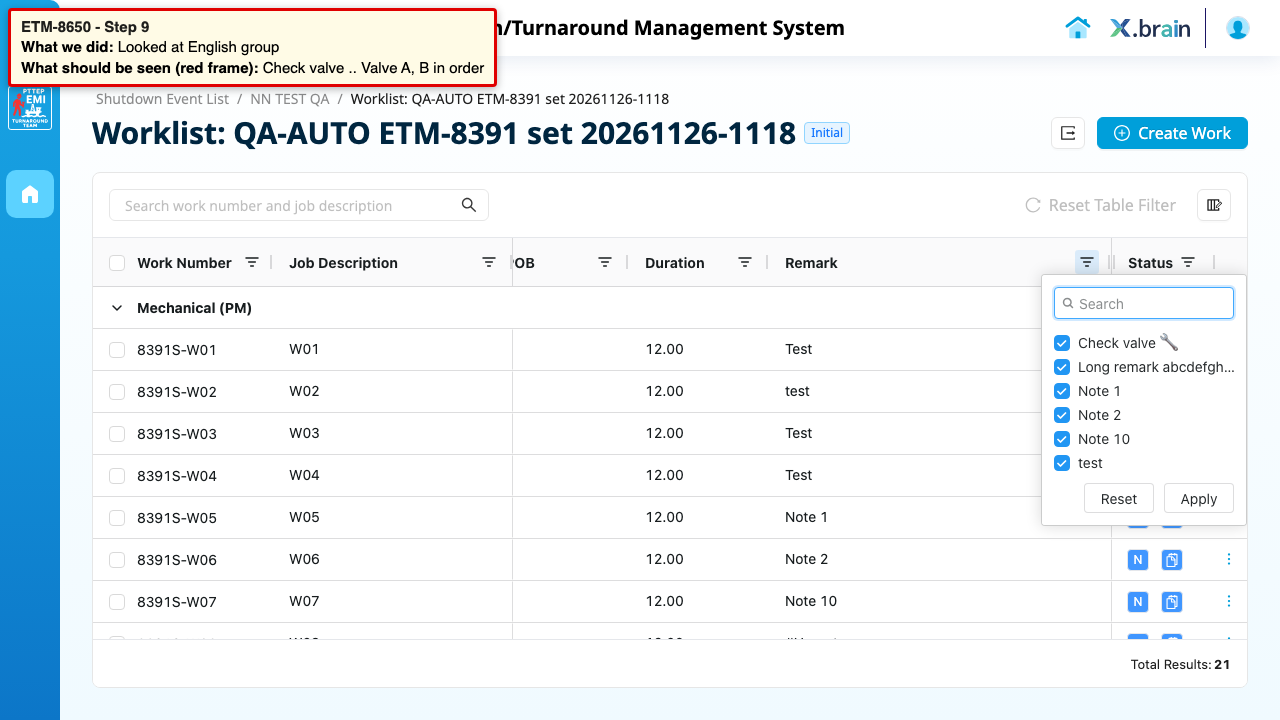 ETM-8650 - Step 9
What we did: Looked at English group
What should be seen (red frame): Check valve .. Valve A, B in order
n/Turnaround Management System
X.brain
PTTEP
EMI
TURNAROUND
TEAM
Shutdown Event List / NN TEST QA / Worklist: QA-AUTO ETM-8391 set 20261126-1118
Worklist: QA-AUTO ETM-8391 set 20261126-1118 Initial
Create Work
Search work number and job description
Reset Table Filter
Work Number Job Description OB Duration Remark Status
Search
Mechanical (PM)
Check valve 🔧
8391S-W01 W01 12.00 Test
Long remark abcdefgh...
8391S-W02 W02 12.00 test
Note 1
Note 2
8391S-W03 W03 12.00 Test
Note 10
test
8391S-W04 W04 12.00 Test
Reset Apply
8391S-W05 W05 12.00 Note 1
8391S-W06 W06 12.00 Note 2 N
8391S-W07 W07 12.00 Note 10 N
Total Results: 21